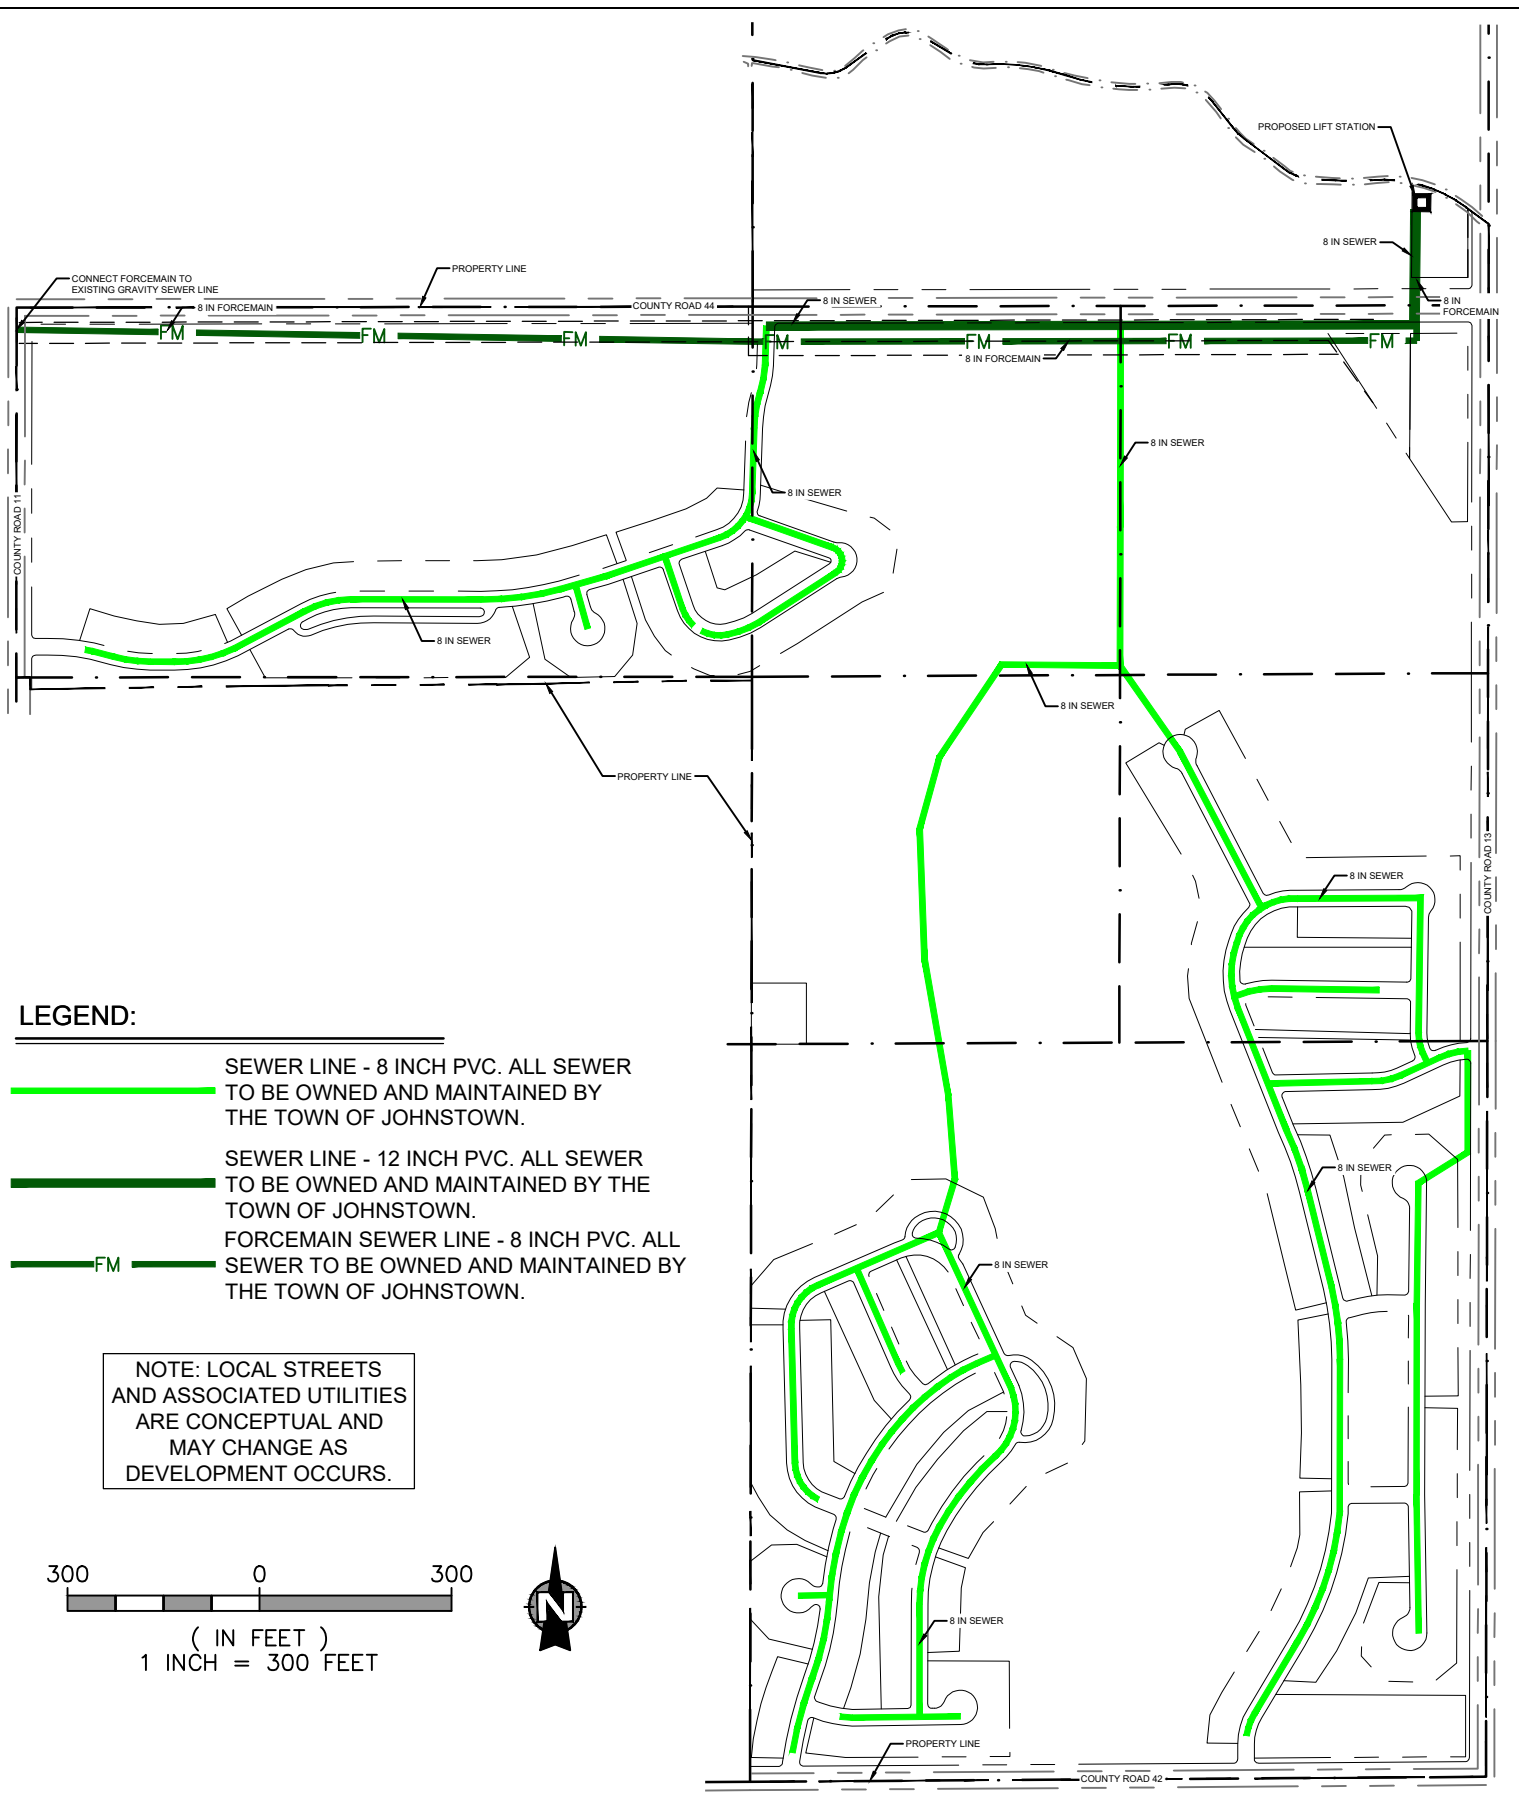 PROPOSED LIFT STATION
8 IN SEWER
PROPERTY LINE
CONNECT FORCEMAIN TO
EXISTING GRAVITY SEWER LINE
8 IN FORCEMAIN
COUNTY ROAD 44
8 IN SEWER
8 IN
FORCEMAIN
FM
FM
FM
FM
FM
FM
FM
8 IN FORCEMAIN
8 IN SEWER
8 IN SEWER
COUNTY ROAD 11
8 IN SEWER
8 IN SEWER
PROPERTY LINE
COUNTY ROAD 13
8 IN SEWER
LEGEND:
SEWER LINE - 8 INCH PVC. ALL SEWER
TO BE OWNED AND MAINTAINED BY
THE TOWN OF JOHNSTOWN.
SEWER LINE - 12 INCH PVC. ALL SEWER
TO BE OWNED AND MAINTAINED BY THE
TOWN OF JOHNSTOWN.
FM
FORCEMAIN SEWER LINE - 8 INCH PVC. ALL
SEWER TO BE OWNED AND MAINTAINED BY
THE TOWN OF JOHNSTOWN.
8 IN SEWER
8 IN SEWER
NOTE: LOCAL STREETS
AND ASSOCIATED UTILITIES
ARE CONCEPTUAL AND
MAY CHANGE AS
DEVELOPMENT OCCURS.
300 0 300
( IN FEET )
1 INCH = 300 FEET
N
8 IN SEWER
PROPERTY LINE
COUNTY ROAD 42